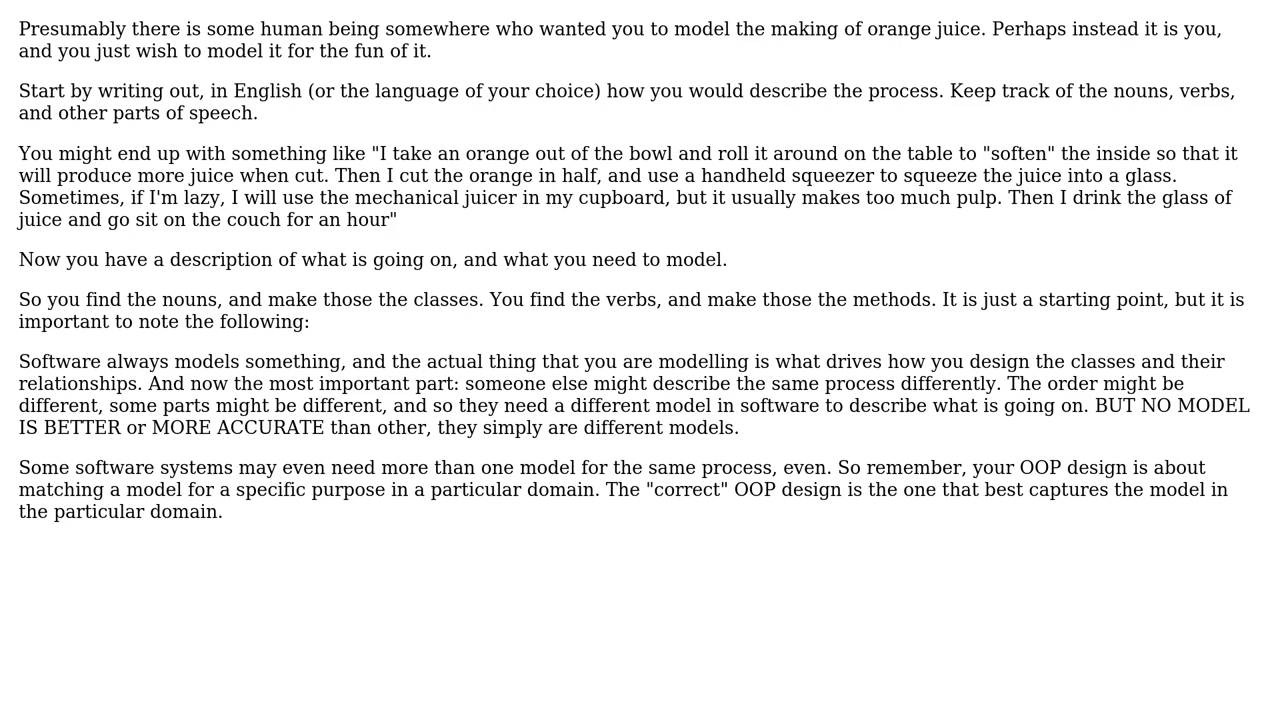 Presumably there is some human being somewhere who wanted you to model the making of orange juice. Perhaps instead it is you,
and you just wish to model it for the fun of it.
Start by writing out, in English (or the language of your choice) how you would describe the process. Keep track of the nouns, verbs,
and other parts of speech.
You might end up with something like "I take an orange out of the bowl and roll it around on the table to "soften" the inside so that it
will produce more juice when cut. Then I cut the orange in half, and use a handheld squeezer to squeeze the juice into a glass.
Sometimes, if I'm lazy, I will use the mechanical juicer in my cupboard, but it usually makes too much pulp. Then I drink the glass of
juice and go sit on the couch for an hour"
Now you have a description of what is going on, and what you need to model.
So you find the nouns, and make those the classes. You find the verbs, and make those the methods. It is just a starting point, but it is
important to note the following:
Software always models something, and the actual thing that you are modelling is what drives how you design the classes and their
relationships. And now the most important part: someone else might describe the same process differently. The order might be
different, some parts might be different, and so they need a different model in software to describe what is going on. BUT NO MODEL
IS BETTER or MORE ACCURATE than other, they simply are different models.
Some software systems may even need more than one model for the same process, even. So remember, your OOP design is about
matching a model for a specific purpose in a particular domain. The "correct" OOP design is the one that best captures the model in
the particular domain.